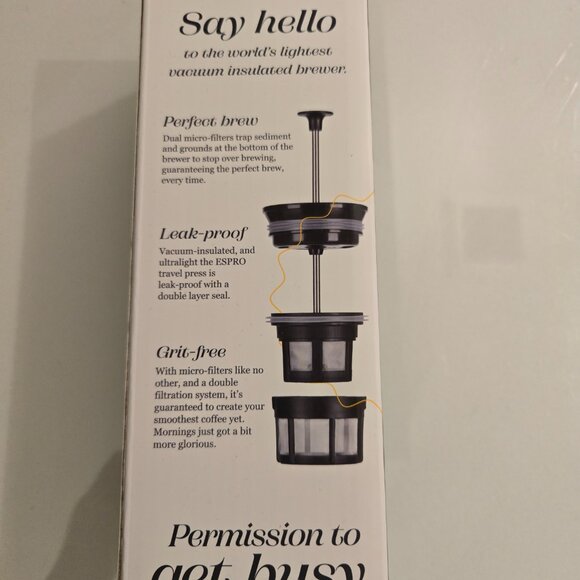 Say hello
to the world's lightest
vacuum insulated brewer.
Perfect brew
Dual micro-filters trap sediment
and grounds at the bottom of the
brewer to stop over brewing,
guaranteeing the perfect brew,
every time.
Leak-proof
Vacuum-insulated, and
ultralight the ESPRO
travel press is
leak-proof with a
double layer seal.
Grit-free
With micro-filters like no
other, and a double
filtration system, it's
guaranteed to create your
smoothest coffee yet.
Mornings just got a bit
more glorious.
Permission to
get busy